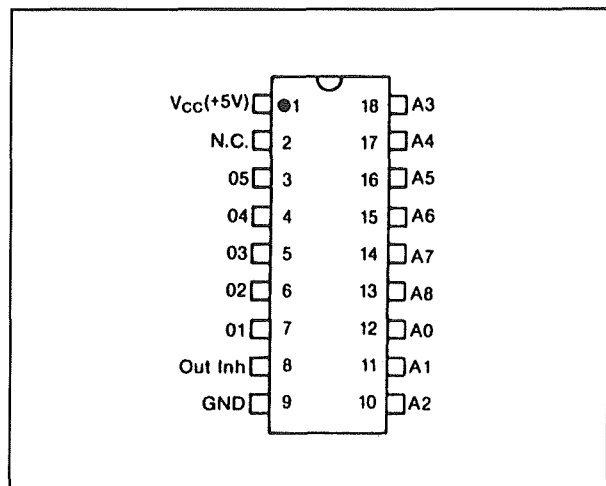 VCC(+5V) 1 18 A3
N.C. 2 17 A4
05 3 16 A5
04 4 15 A6
03 5 14 A7
02 6 13 A8
01 7 12 A0
Out Inh 8 11 A1
GND 9 10 A2